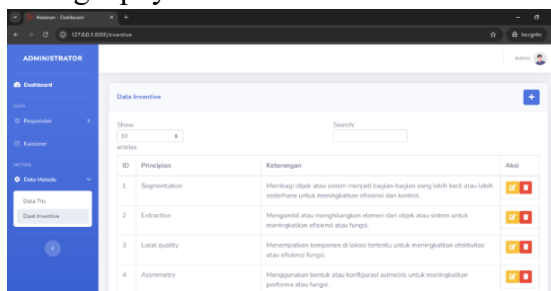 Halaman - Dashboard
127.0.0.1:8000/inventive
Incognito
ADMINISTRATOR
Admin
Dashboard
DATA
Responden
Kuesioner
METODE
Data Metode
Data Triz
Daat Inventive
Data Inventive
Show
10
entries
Search:
ID Principles Keterangan Aksi
1 Segmentation Membagi objek atau sistem menjadi bagian-bagian yang lebih kecil atau lebih
sederhana untuk meningkatkan efisiensi dan kontrol.
2 Extraction Mengambil atau menghilangkan elemen dari objek atau sistem untuk
meningkatkan efisiensi atau fungsi.
3 Local quality Menempatkan komponen di lokasi tertentu untuk meningkatkan efektivitas
atau efisiensi fungsi.
4 Asymmetry Menggunakan bentuk atau konfigurasi asimetris untuk meningkatkan
performa atau fungsi.